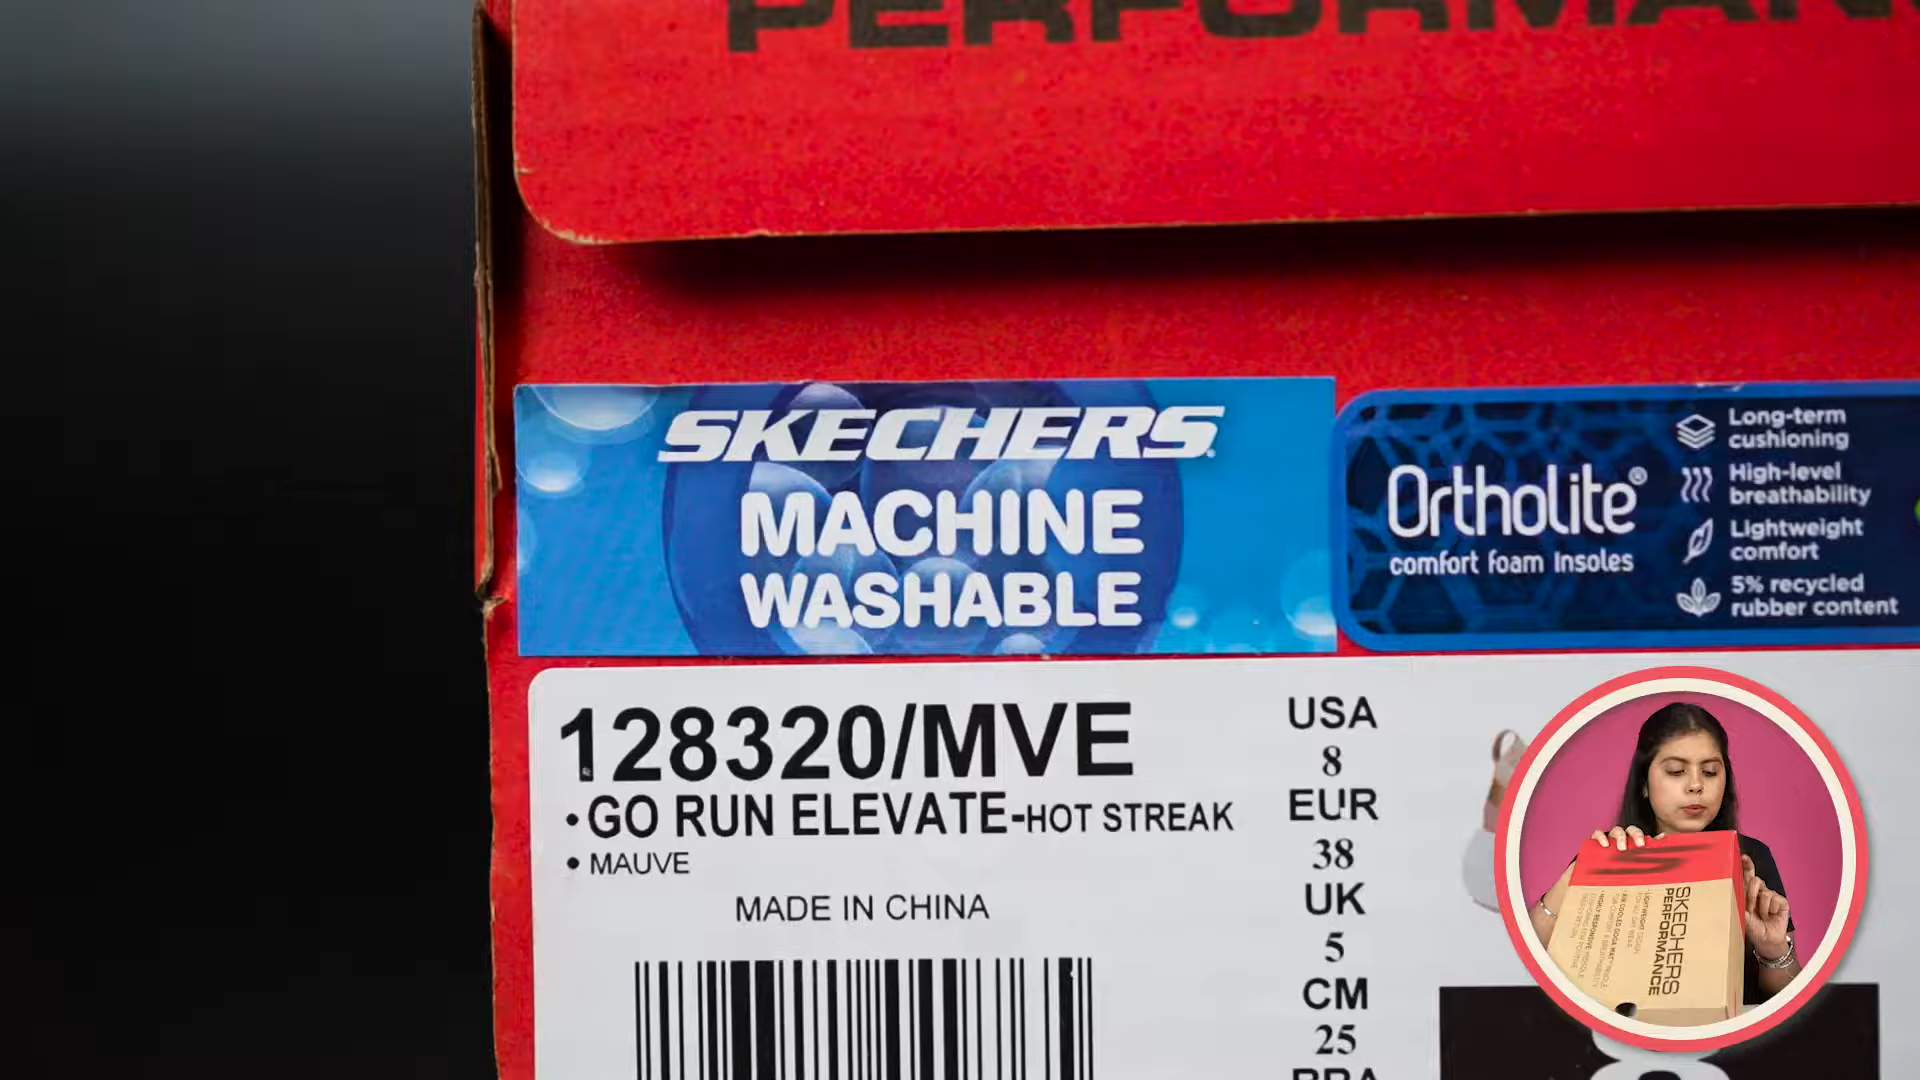 PERFORMAN
SKECHERS
MACHINE
WASHABLE
OrthoLite®
comfort foam insoles
Long-term
cushioning
High-level
breathability
Lightweight
comfort
5% recycled
rubber content
128320/MVE
• GO RUN ELEVATE-HOT STREAK
• MAUVE
MADE IN CHINA
USA
8
EUR
38
UK
5
CM
25
BRA
8
SKECHERS
PERFORMANCE